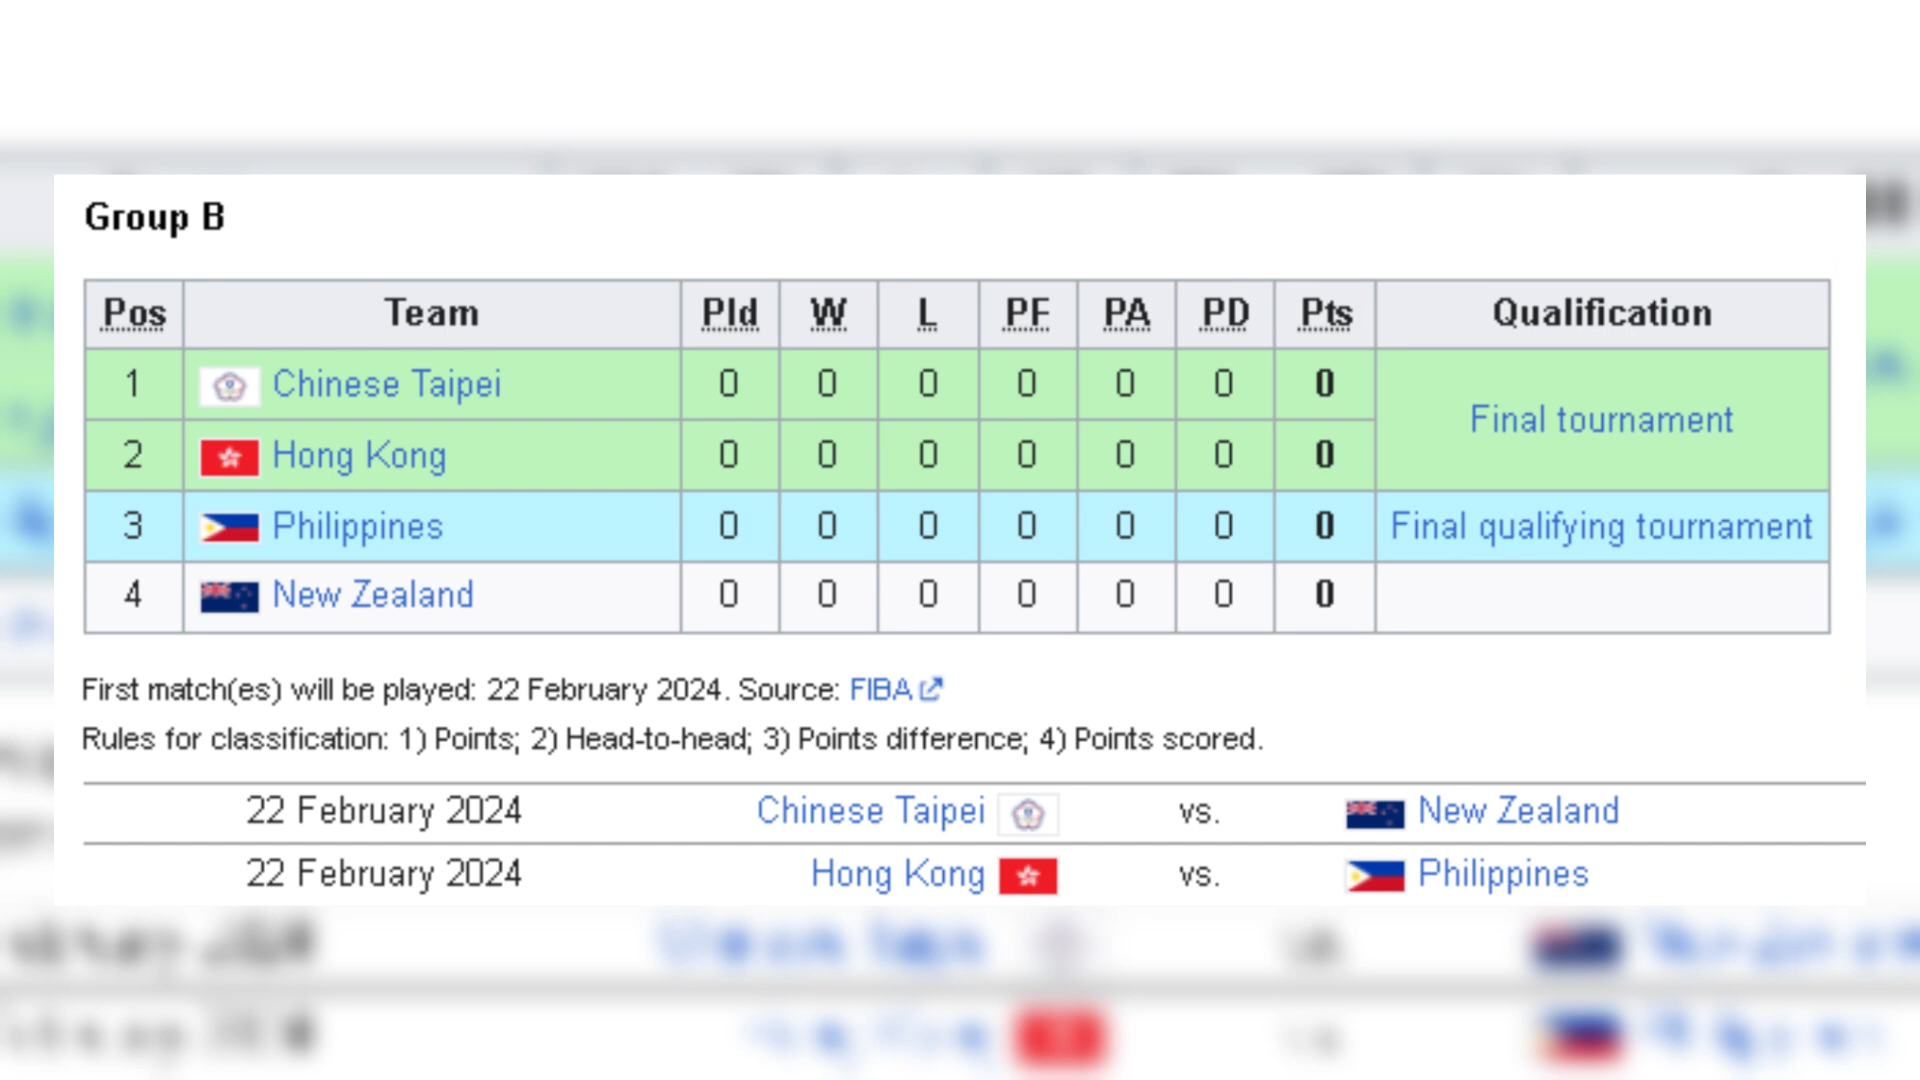 Group B
Pos Team Pld W L PF PA PD Pts Qualification
1 Chinese Taipei 0 0 0 0 0 0 0 Final tournament
2 Hong Kong 0 0 0 0 0 0 0
3 Philippines 0 0 0 0 0 0 0 Final qualifying tournament
4 New Zealand 0 0 0 0 0 0 0
First match(es) will be played: 22 February 2024. Source: FIBA
Rules for classification: 1) Points; 2) Head-to-head; 3) Points difference; 4) Points scored.
22 February 2024 Chinese Taipei vs. New Zealand
22 February 2024 Hong Kong vs. Philippines